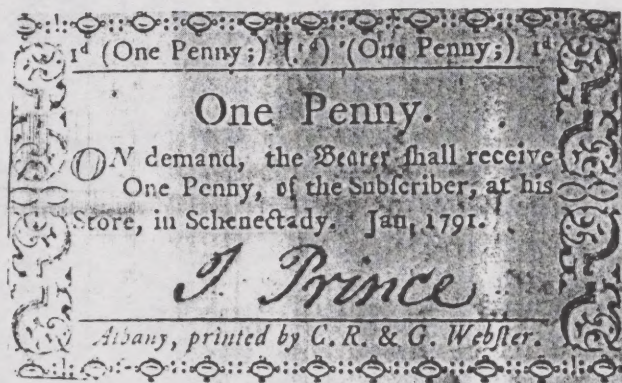 1d (One Penny;) (1d) (One Penny;) 1d
One Penny.
ON demand, the Bearer ſhall receive
One Penny, of the Subſcriber, at his
Store, in Schenectady. Jan, 1791.
J Prince
Albany, printed by C. R. & G. Webſter.